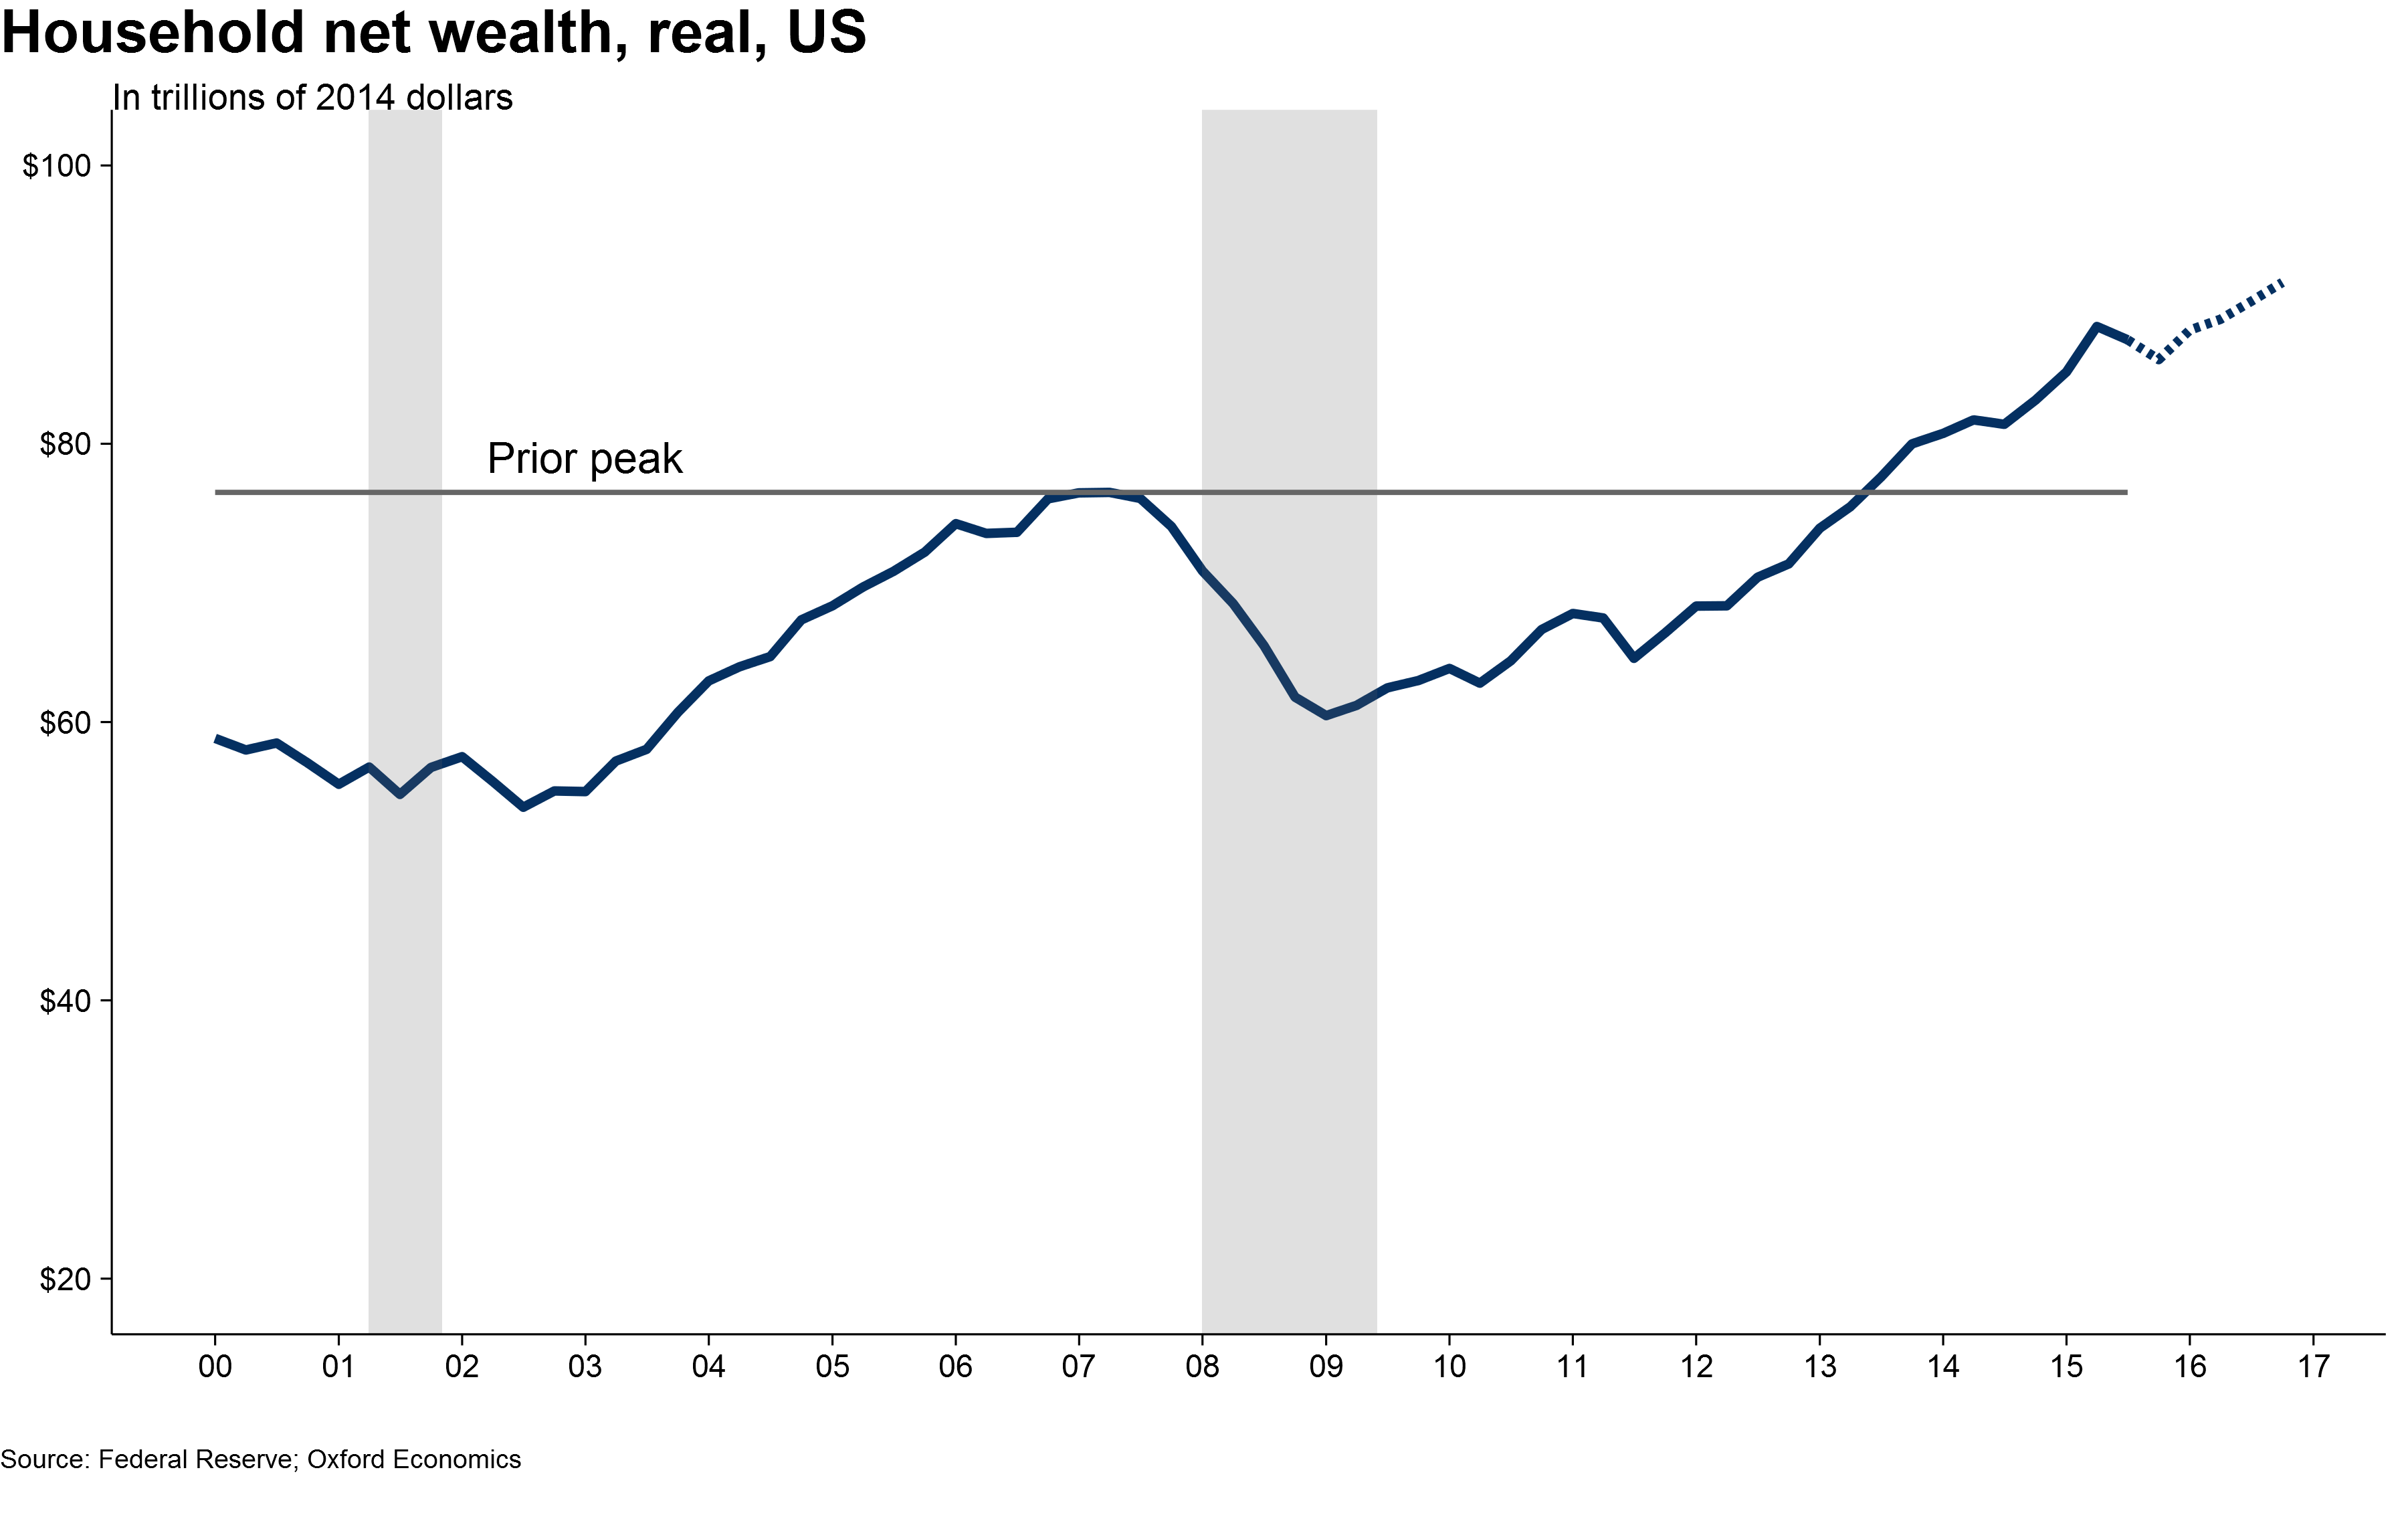 Household net wealth, real, US
In trillions of 2014 dollars
$100
$80
Prior peak
$60
$40
$20
00 01 02 03 04 05 06 07 08 09 10 11 12 13 14 15 16 17
Source: Federal Reserve; Oxford Economics